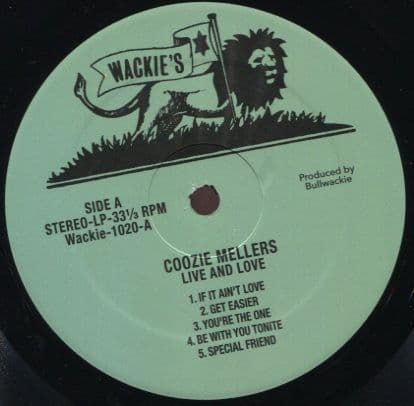 WACKIE'S
SIDE A
STEREO-LP-33⅓ RPM
Wackie-1020-A
Produced by
Bullwackie
COOZIE MELLERS
LIVE AND LOVE
1. IF IT AIN'T LOVE
2. GET EASIER
3. YOU'RE THE ONE
4. BE WITH YOU TONITE
5. SPECIAL FRIEND